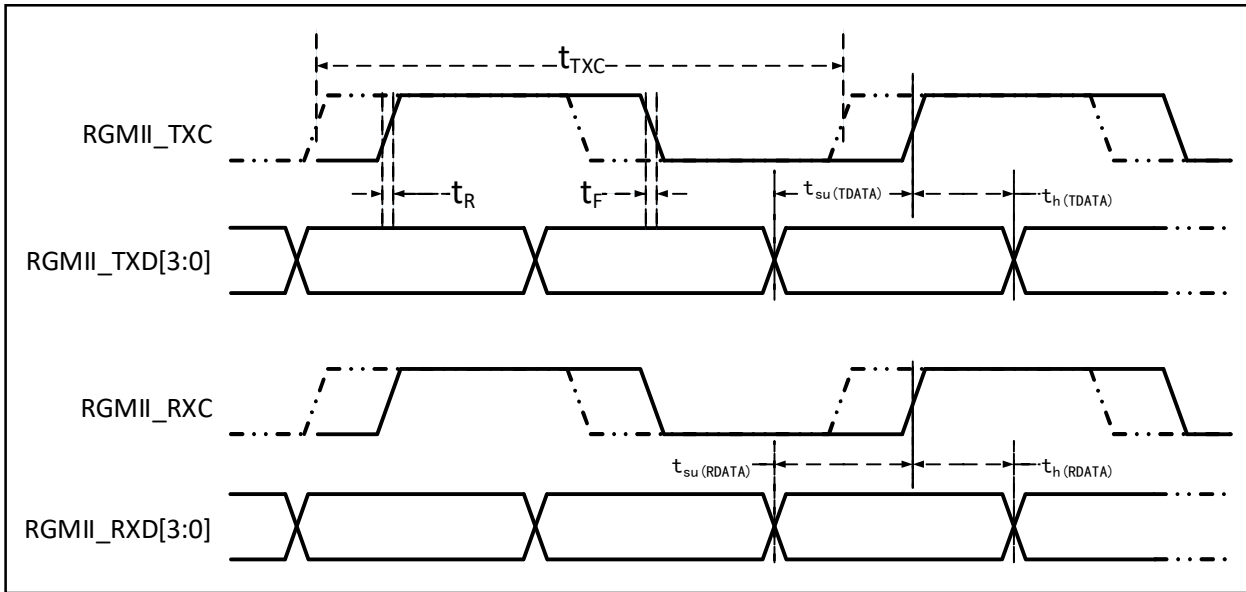 tTXC
RGMII_TXC
tR
tF
tsu(TDATA)
th(TDATA)
RGMII_TXD[3:0]
RGMII_RXC
tsu(RDATA)
th(RDATA)
RGMII_RXD[3:0]